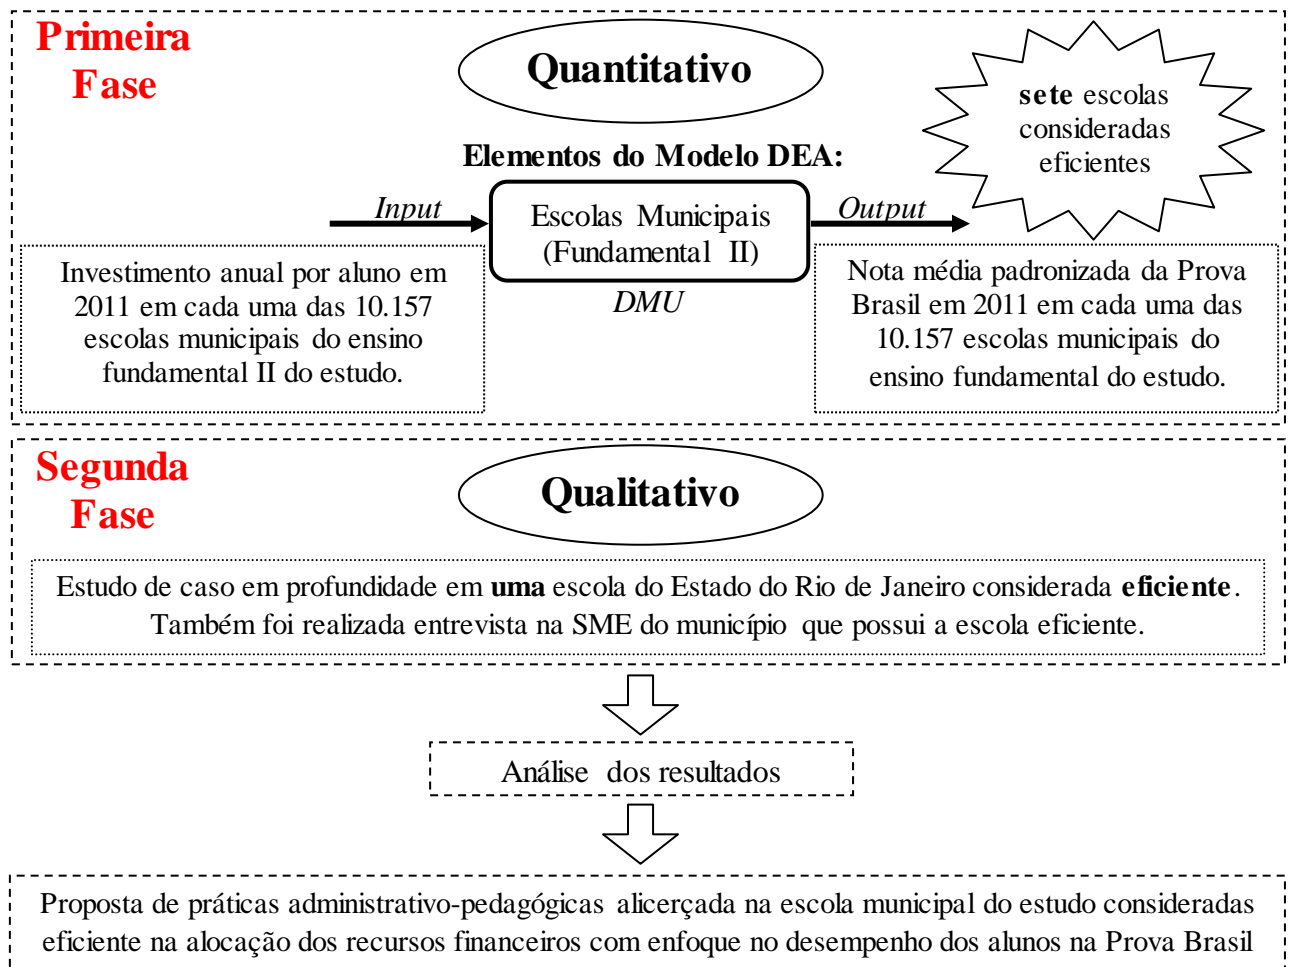 Primeira
Fase
Quantitativo
sete escolas
consideradas
eficientes
Elementos do Modelo DEA:
Input
Escolas Municipais
(Fundamental II)
Output
DMU
Investimento anual por aluno em
2011 em cada uma das 10.157
escolas municipais do ensino
fundamental II do estudo.
Nota média padronizada da Prova
Brasil em 2011 em cada uma das
10.157 escolas municipais do
ensino fundamental do estudo.
Segunda
Fase
Qualitativo
Estudo de caso em profundidade em uma escola do Estado do Rio de Janeiro considerada eficiente.
Também foi realizada entrevista na SME do município que possui a escola eficiente.
Análise dos resultados
Proposta de práticas administrativo-pedagógicas alicerçada na escola municipal do estudo consideradas
eficiente na alocação dos recursos financeiros com enfoque no desempenho dos alunos na Prova Brasil